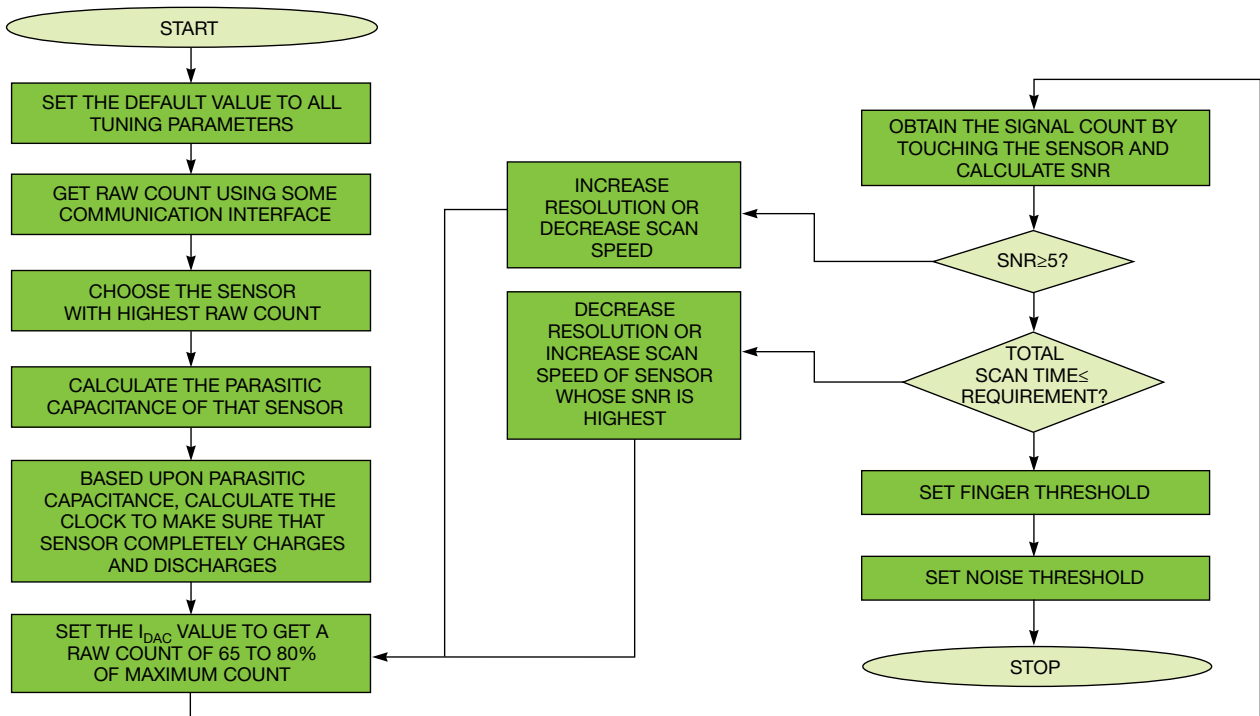 START
SET THE DEFAULT VALUE TO ALL
TUNING PARAMETERS
GET RAW COUNT USING SOME
COMMUNICATION INTERFACE
CHOOSE THE SENSOR
WITH HIGHEST RAW COUNT
CALCULATE THE PARASITIC
CAPACITANCE OF THAT SENSOR
BASED UPON PARASITIC
CAPACITANCE, CALCULATE THE
CLOCK TO MAKE SURE THAT
SENSOR COMPLETELY CHARGES
AND DISCHARGES
SET THE IDAC VALUE TO GET A
RAW COUNT OF 65 TO 80%
OF MAXIMUM COUNT
INCREASE
RESOLUTION OR
DECREASE SCAN
SPEED
DECREASE
RESOLUTION OR
INCREASE SCAN
SPEED OF SENSOR
WHOSE SNR IS
HIGHEST
OBTAIN THE SIGNAL COUNT BY
TOUCHING THE SENSOR AND
CALCULATE SNR
SNR≥5?
TOTAL
SCAN TIME≤
REQUIREMENT?
SET FINGER THRESHOLD
SET NOISE THRESHOLD
STOP